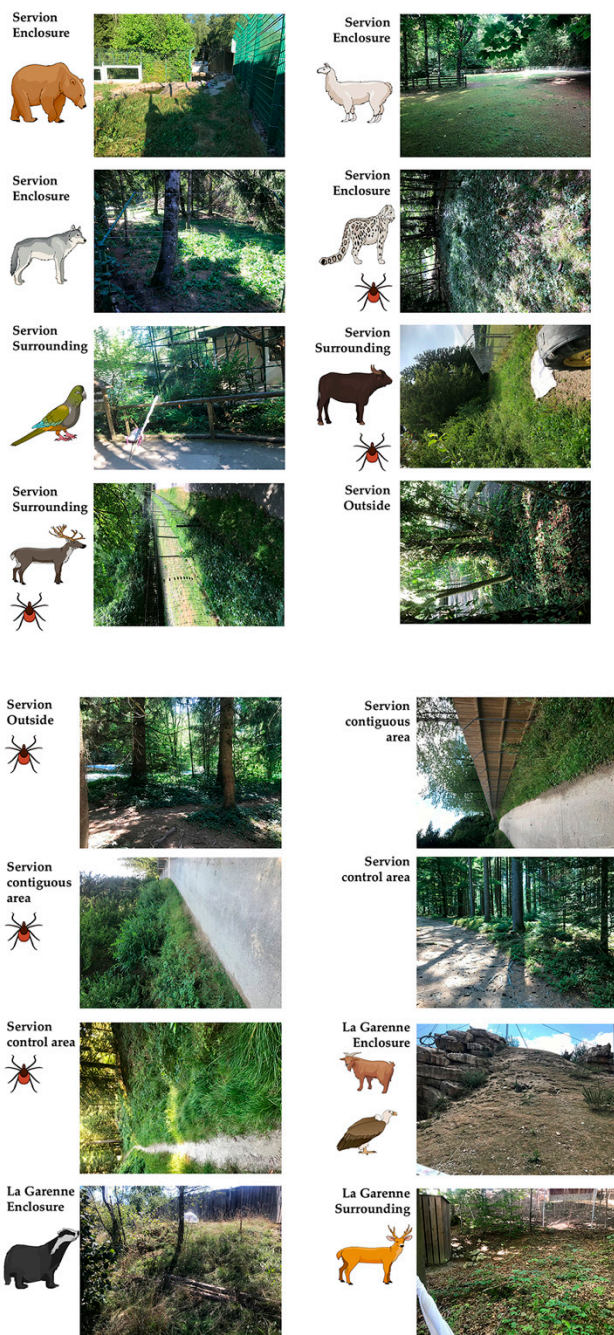 Servion
Enclosure
Servion
Enclosure
Servion
Enclosure
Servion
Enclosure
Servion
Surrounding
Servion
Surrounding
Servion
Surrounding
Servion
Outside
Servion
Outside
Servion
contiguous
area
Servion
contiguous
area
Servion
control area
Servion
control area
La Garenne
Enclosure
La Garenne
Enclosure
La Garenne
Surrounding